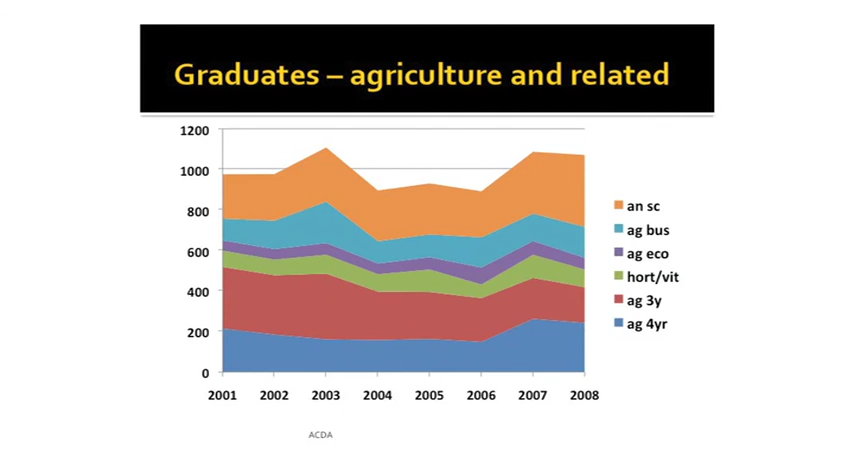 Graduates – agriculture and related
1200
1000
800
600
400
200
0
2001 2002 2003 2004 2005 2006 2007 2008
an sc
ag bus
ag eco
hort/vit
ag 3y
ag 4yr
ACDA